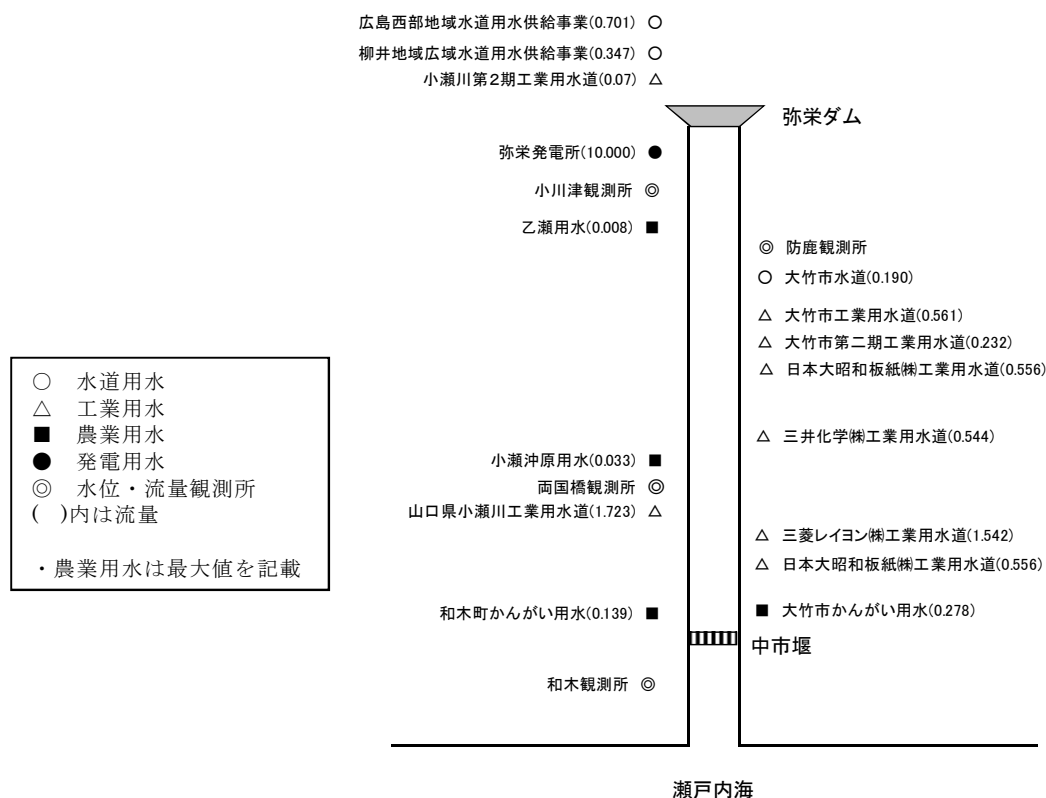 広島西部地域水道用水供給事業(0.701) ○
柳井地域広域水道用水供給事業(0.347) ○
小瀬川第2期工業用水道(0.07) △
弥栄ダム
弥栄発電所(10.000) ●
小川津観測所 ◎
乙瀬用水(0.008) ■
◎ 防鹿観測所
○ 大竹市水道(0.190)
△ 大竹市工業用水道(0.561)
△ 大竹市第二期工業用水道(0.232)
△ 日本大昭和板紙㈱工業用水道(0.556)
○ 水道用水
△ 工業用水
■ 農業用水
● 発電用水
◎ 水位・流量観測所
( )内は流量
・農業用水は最大値を記載
△ 三井化学㈱工業用水道(0.544)
小瀬沖原用水(0.033) ■
両国橋観測所 ◎
山口県小瀬川工業用水道(1.723) △
△ 三菱レイヨン㈱工業用水道(1.542)
△ 日本大昭和板紙㈱工業用水道(0.556)
和木町かんがい用水(0.139) ■
■ 大竹市かんがい用水(0.278)
中市堰
和木観測所 ◎
瀬戸内海